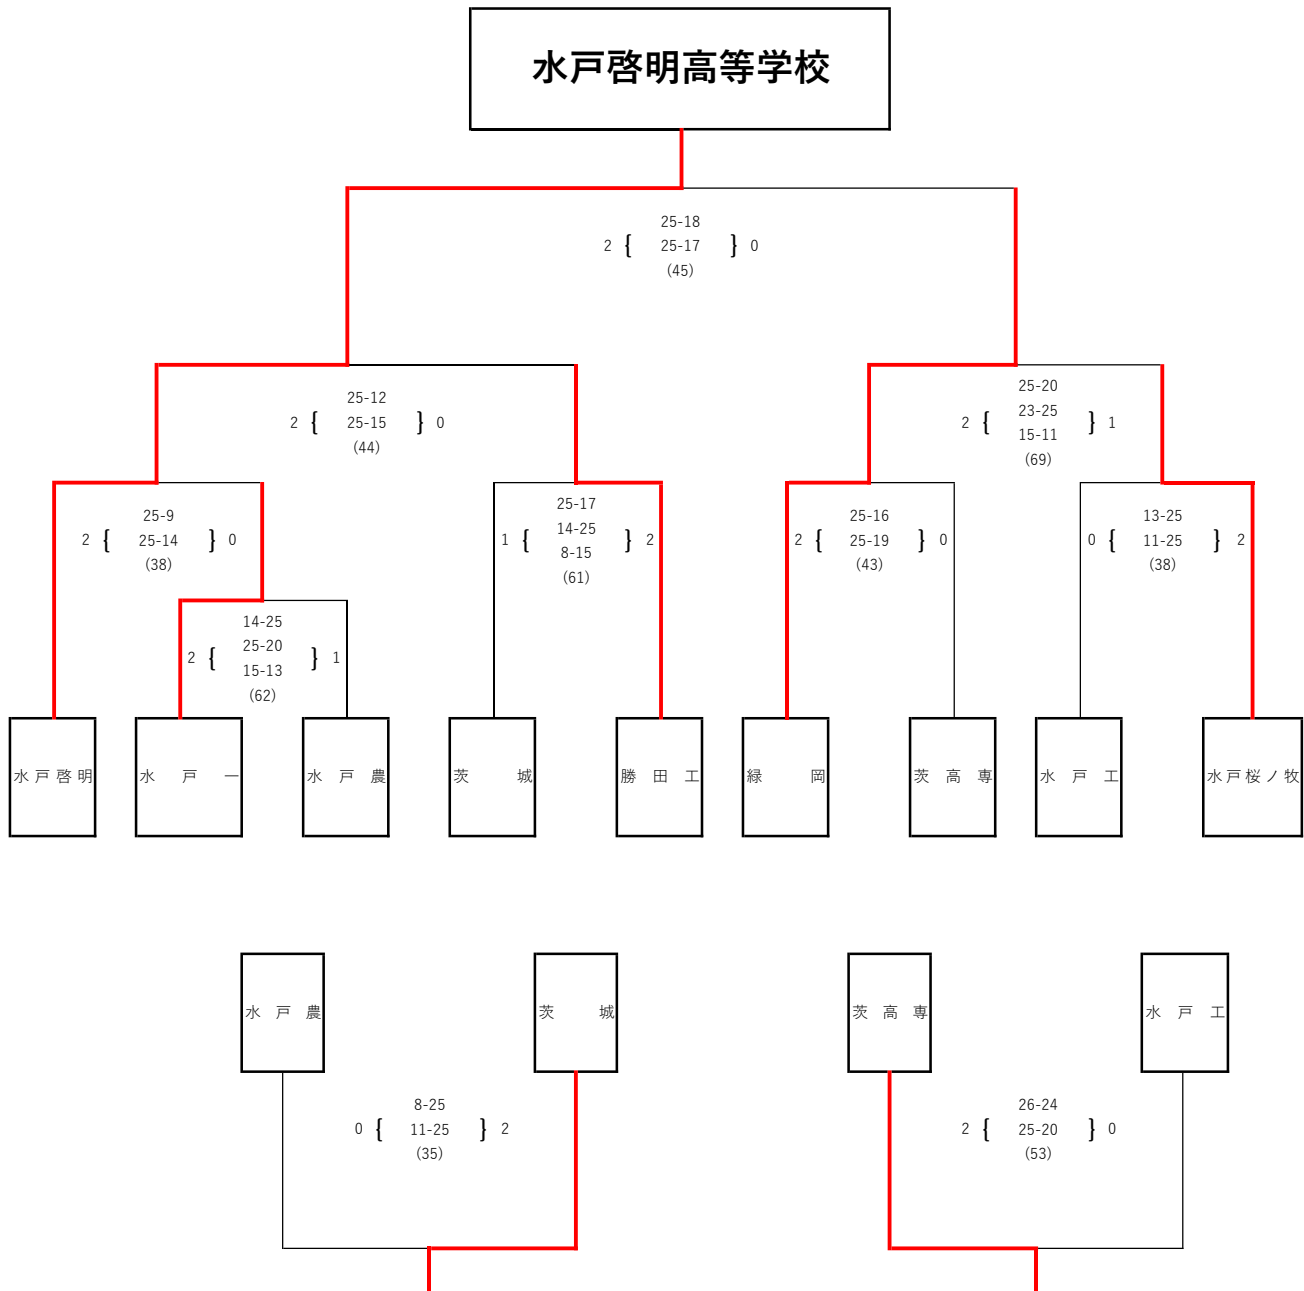 水戸啓明高等学校
25-18
2 { 25-17 } 0
(45)
25-12
2 { 25-15 } 0
(44)
25-20
23-25
2 { } 1
15-11
(69)
25-9
2 { 25-14 } 0
(38)
25-17
14-25
1 { } 2
8-15
(61)
25-16
2 { 25-19 } 0
(43)
13-25
0 { 11-25 } 2
(38)
14-25
25-20
2 { } 1
15-13
(62)
水戸啓明
水戸一
水戸農
茨城
勝田工
緑岡
茨高専
水戸工
水戸桜ノ牧
水戸農
茨城
茨高専
水戸工
8-25
0 { 11-25 } 2
(35)
26-24
2 { 25-20 } 0
(53)